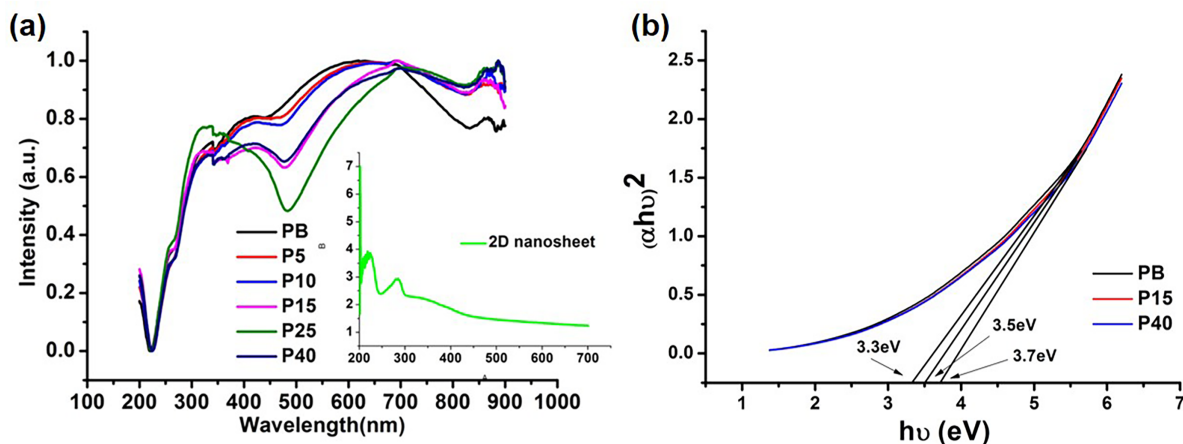 (a)
Intensity (a.u.)
1.0
0.8
0.6
0.4
0.2
0.0
100 200 300 400 500 600 700 800 900 1000
Wavelength(nm)
PB
P5
P10
P15
P25
P40
B
7
6
5
4
3
2
1
2D nanosheet
200 300 400 500 600 700
A
(b)
(αhυ)2
2.5
2.0
1.5
1.0
0.5
0.0
PB
P15
P40
3.3eV
3.5eV
3.7eV
1 2 3 4 5 6 7
hυ (eV)